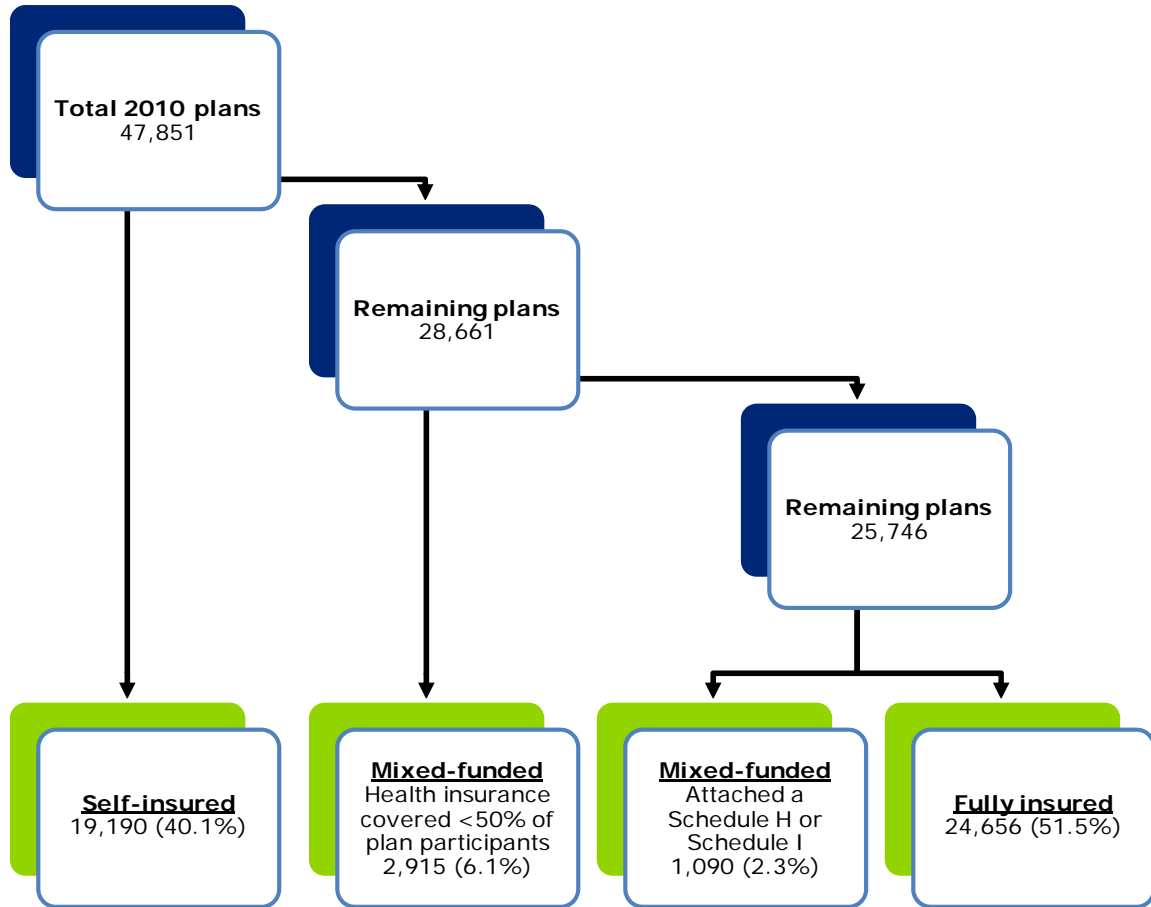 Total 2010 plans
47,851
Remaining plans
28,661
Remaining plans
25,746
Self-insured
19,190 (40.1%)
Mixed-funded
Health insurance
covered <50% of
plan participants
2,915 (6.1%)
Mixed-funded
Attached a
Schedule H or
Schedule I
1,090 (2.3%)
Fully insured
24,656 (51.5%)